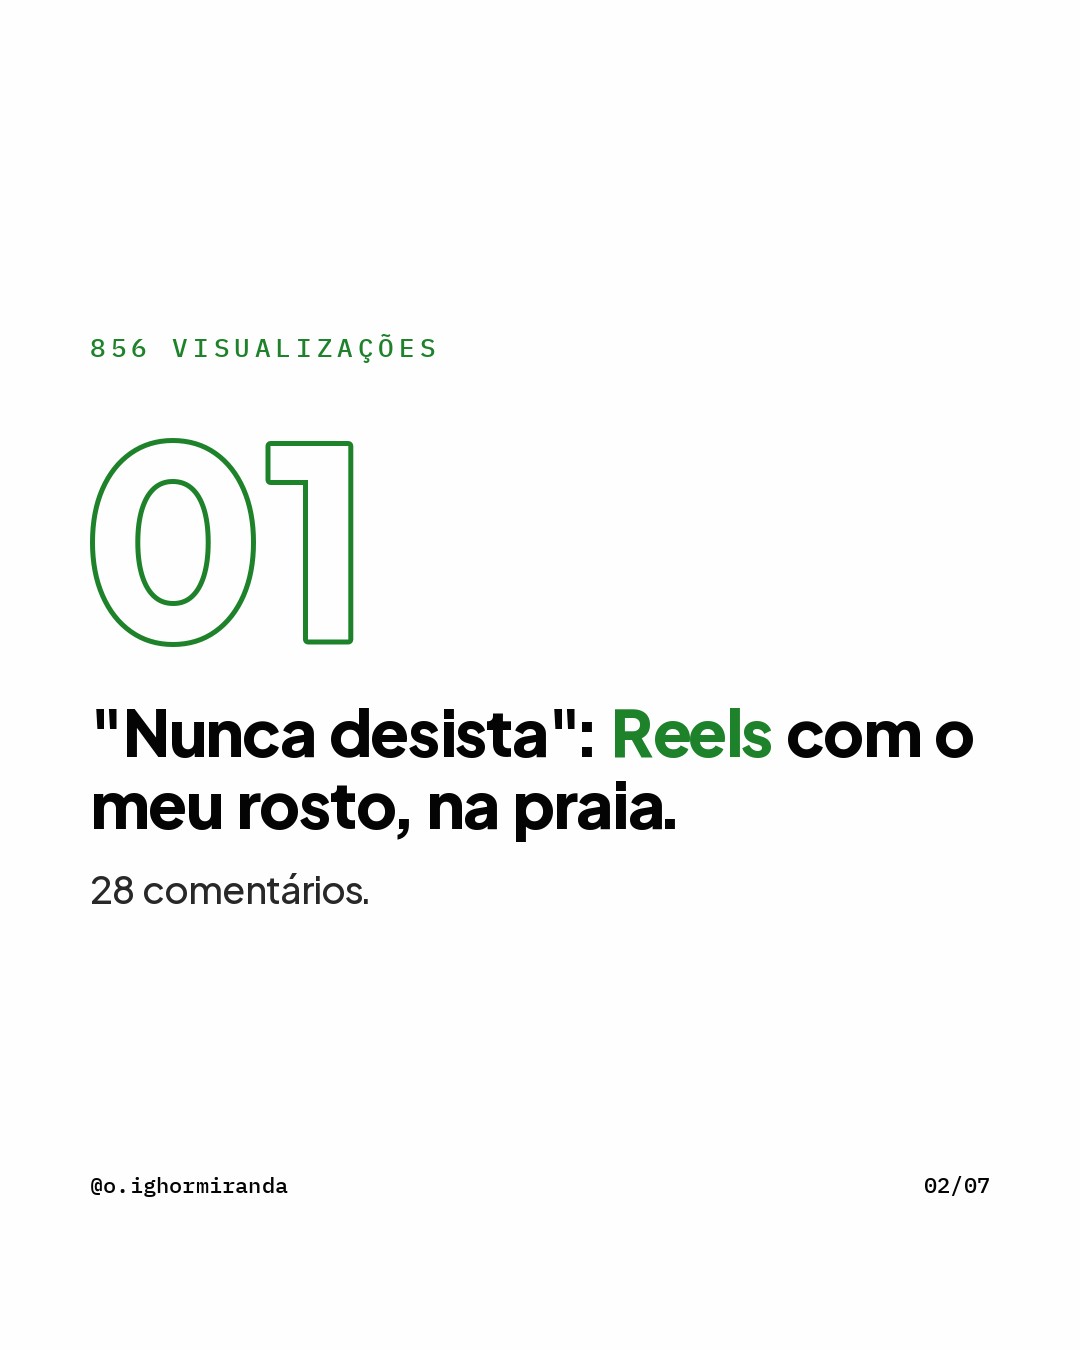 856 VISUALIZAÇÕES
01
"Nunca desista": Reels com o
meu rosto, na praia.
28 comentários.
@o.ighormiranda
02/07